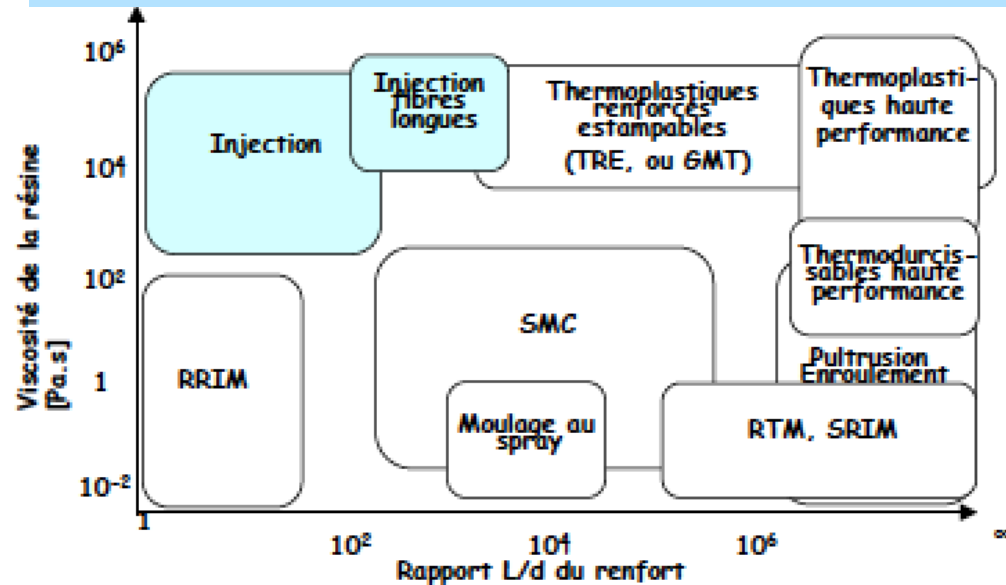 10⁶
10⁴
10²
1
10⁻²
Viscosité de la résine
[Pa.s]
Injection
Injection
fibres
longues
Thermoplastiques
renforcés
estampables
(TRE, ou GMT)
Thermoplasti-
ques haute
performance
Thermodurcis-
sables haute
performance
SMC
RRIM
Pultrusion
Enroulement
Moulage au
spray
RTM, SRIM
1
10²
10⁴
10⁶
∞
Rapport L/d du renfort